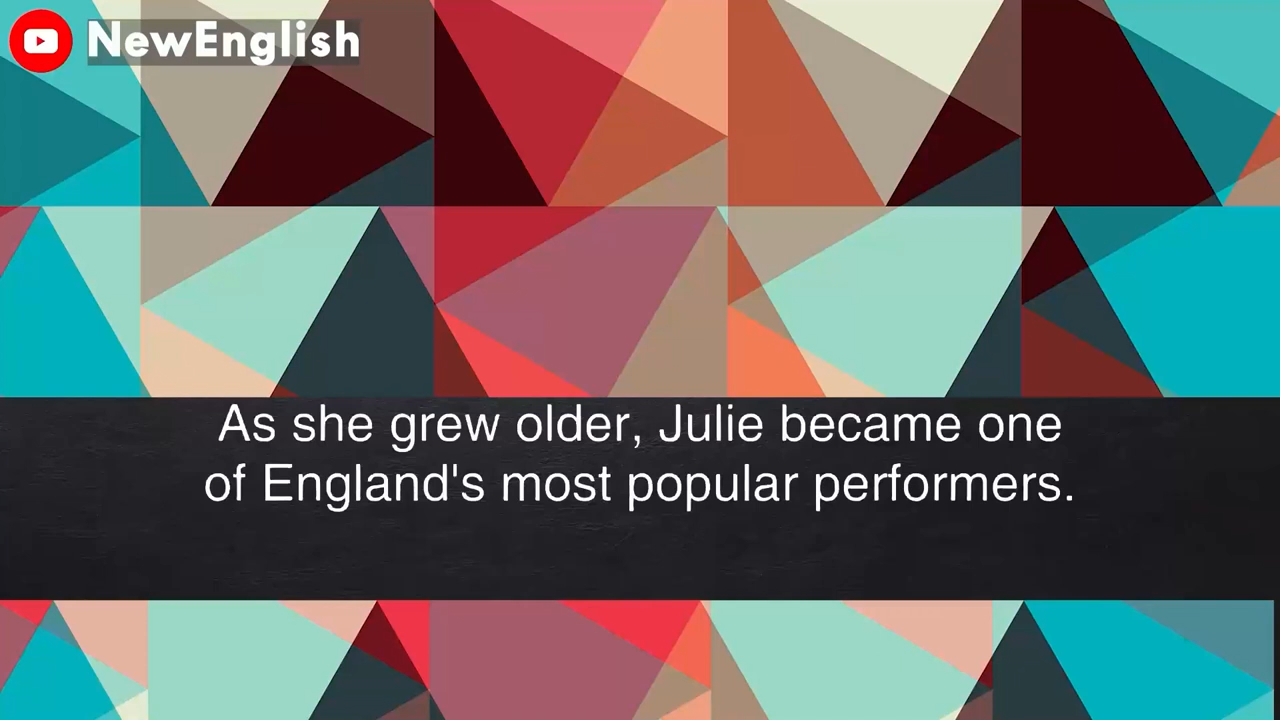 NewEnglish
As she grew older, Julie became one
of England's most popular performers.